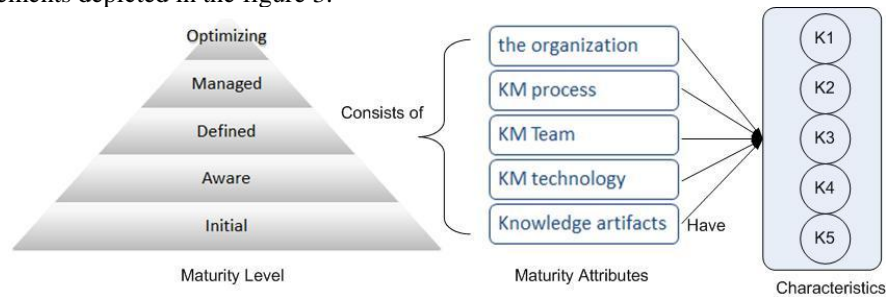 ements depicted in the figure 3.
Optimizing
Managed
Defined
Aware
Initial
Maturity Level
Consists of
the organization
KM process
KM Team
KM technology
Knowledge artifacts
Have
Maturity Attributes
K1
K2
K3
K4
K5
Characteristics